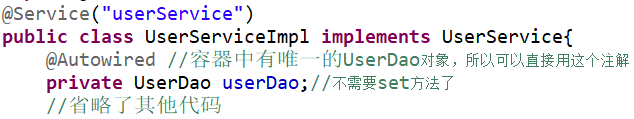 @Service("userService")
public class UserServiceImpl implements UserService{
@Autowired //容器中有唯一的UserDao对象，所以可以直接用这个注解
private UserDao userDao;//不需要set方法了
//省略了其他代码